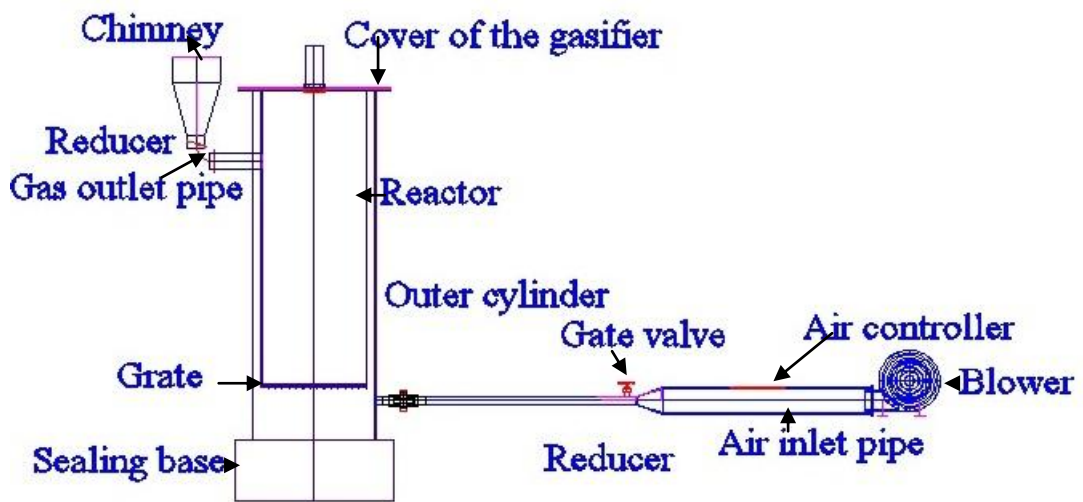 Chimney
Cover of the gasifier
Reducer
Gas outlet pipe
Reactor
Outer cylinder
Gate valve
Air controller
Grate
Blower
Air inlet pipe
Sealing base
Reducer